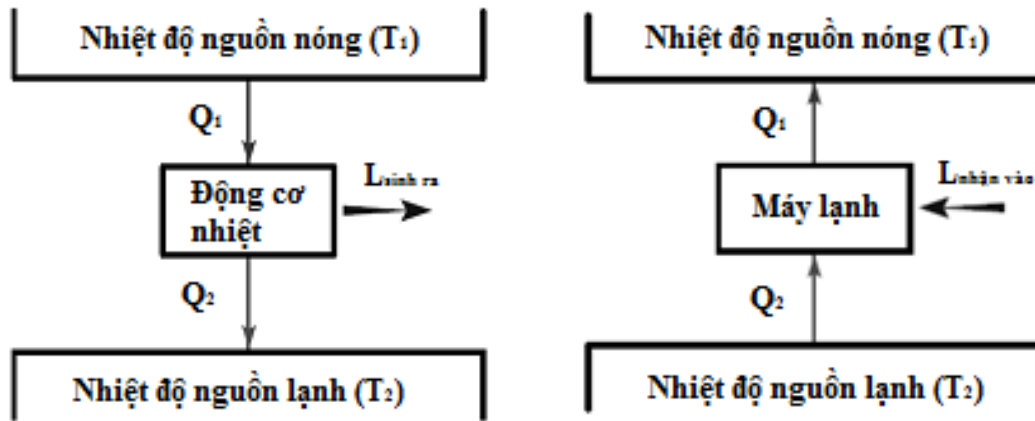 Nhiệt độ nguồn nóng (T₁)
Q₁
Động cơ
nhiệt
Lsinh ra
Q₂
Nhiệt độ nguồn lạnh (T₂)
Nhiệt độ nguồn nóng (T₁)
Q₁
Máy lạnh
Lnhận vào
Q₂
Nhiệt độ nguồn lạnh (T₂)